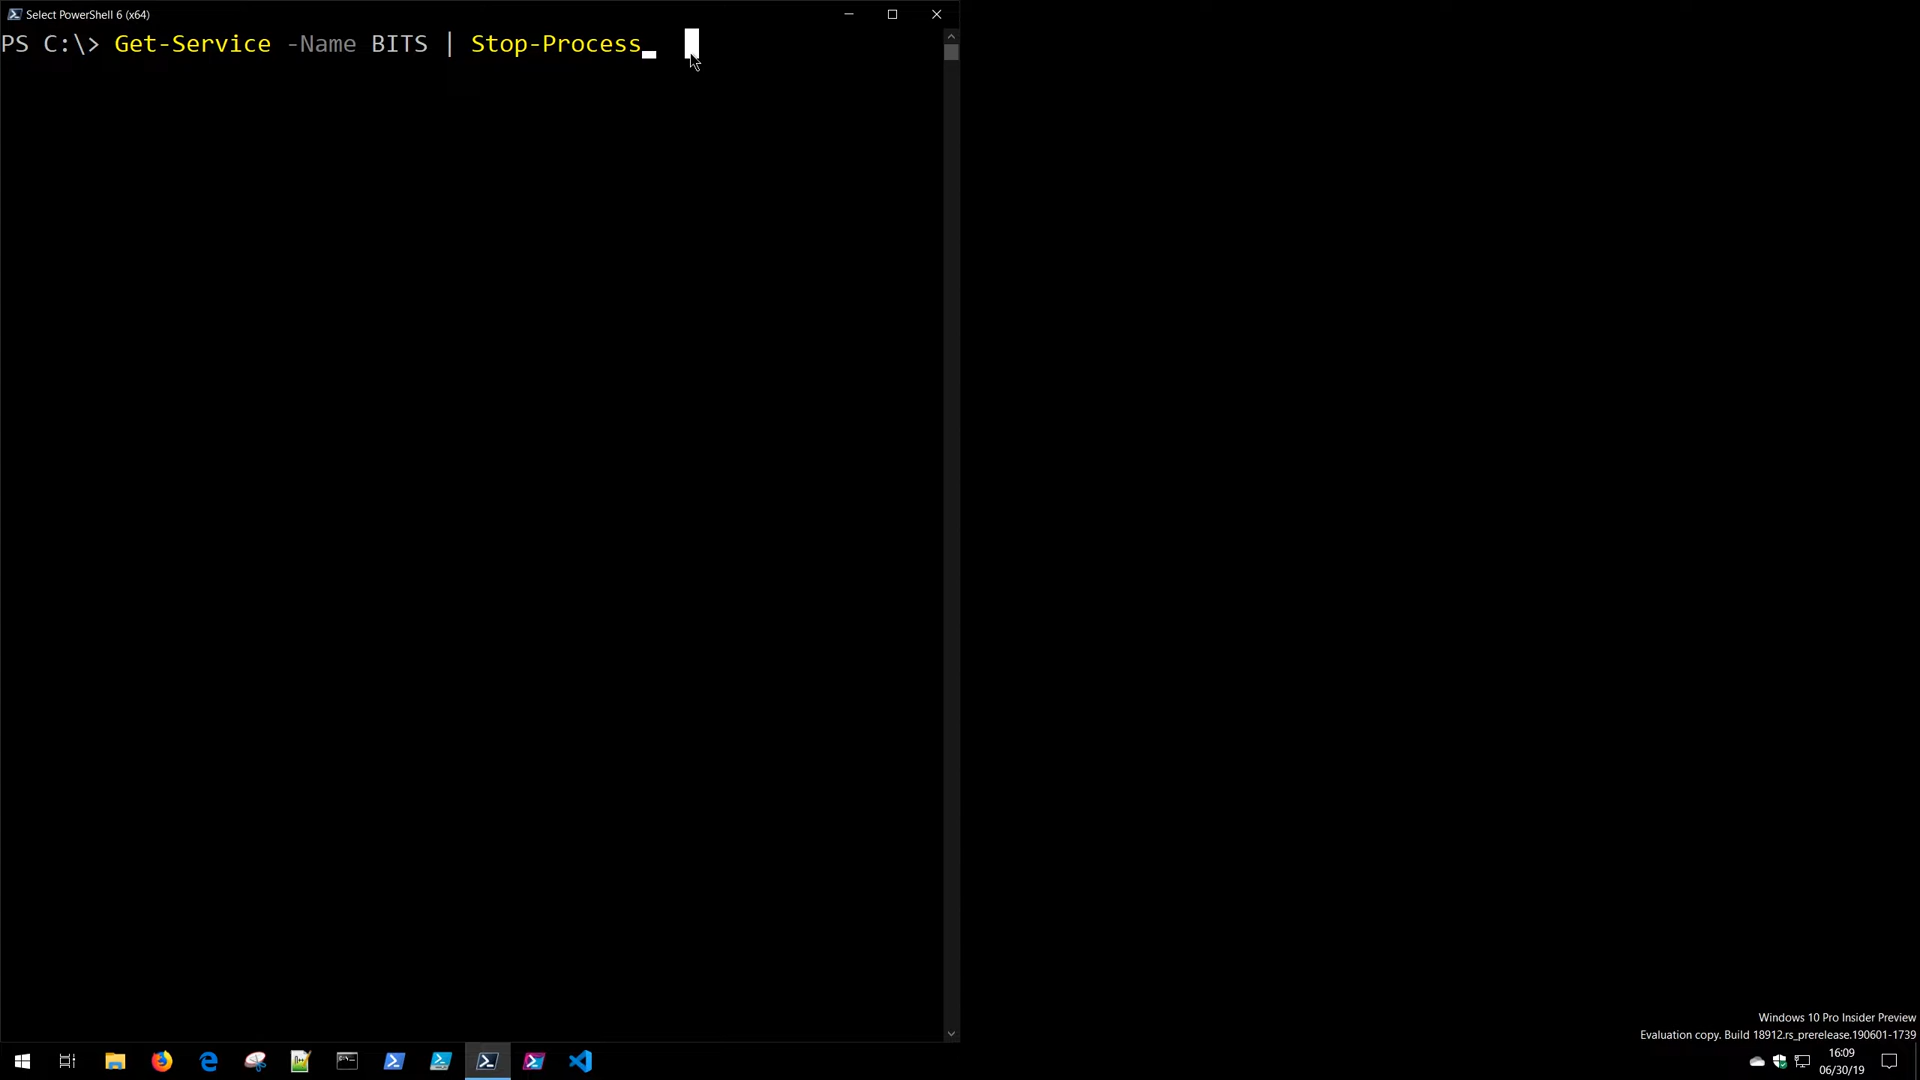 Select PowerShell 6 (x64)
PS C:\> Get-Service -Name BITS | Stop-Process
Windows 10 Pro Insider Preview
Evaluation copy. Build 18912.rs_prerelease.190601-1739
16:09
06/30/19